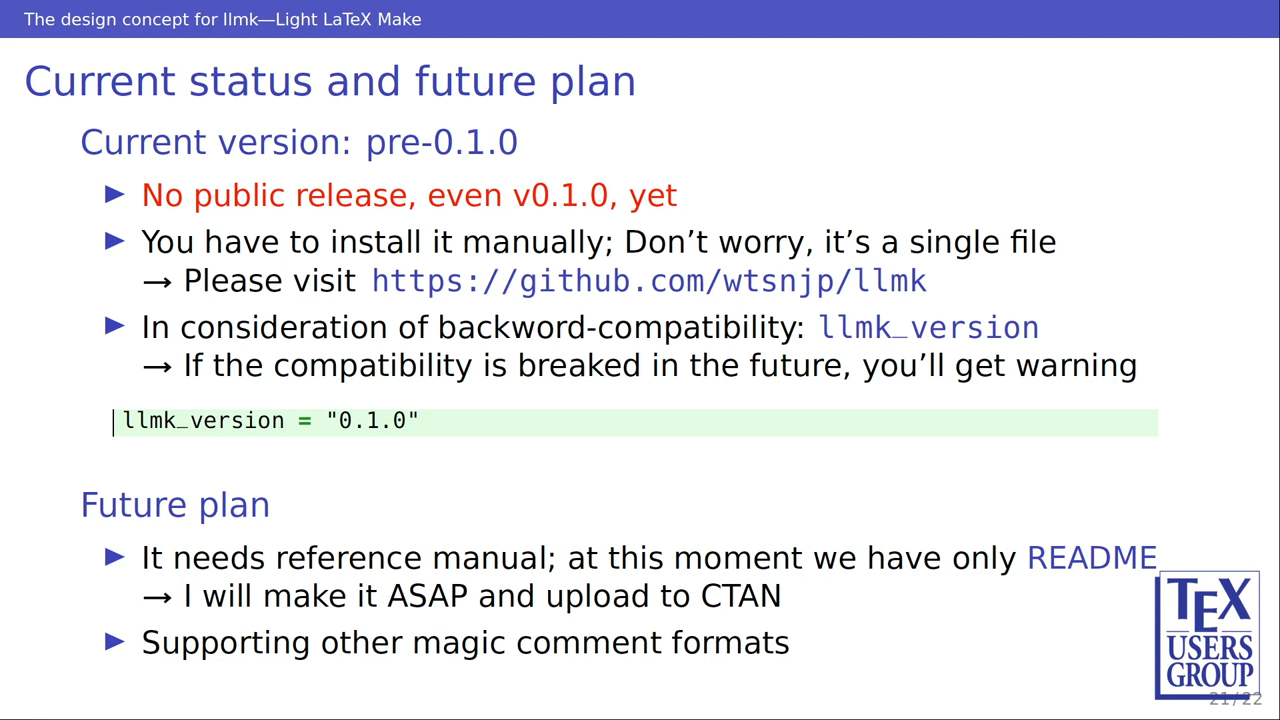 The design concept for llmk—Light LaTeX Make
Current status and future plan
Current version: pre-0.1.0
▶ No public release, even v0.1.0, yet
▶ You have to install it manually; Don’t worry, it’s a single file
→ Please visit https://github.com/wtsnjp/llmk
▶ In consideration of backword-compatibility: llmk_version
→ If the compatibility is breaked in the future, you’ll get warning
llmk_version = "0.1.0"
Future plan
▶ It needs reference manual; at this moment we have only README
→ I will make it ASAP and upload to CTAN
▶ Supporting other magic comment formats
TEX
USERS
GROUP
21/22